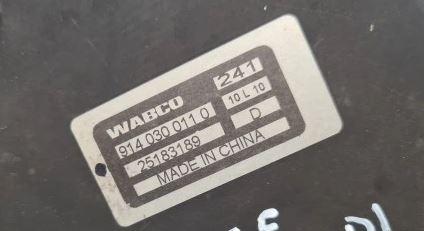 WABCO 241
914 030 011 0 10 L 10
25183189 D
MADE IN CHINA